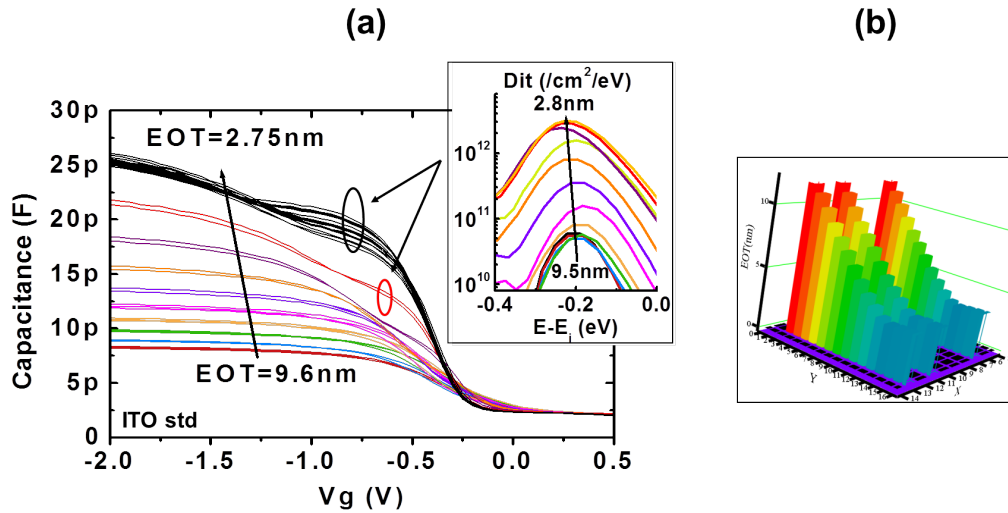 (a)
(b)
Dit (/cm²/eV)
2.8nm
10¹²
10¹¹
10¹⁰
9.5nm
-0.4
-0.2
0.0
E-Eᵢ (eV)
30p
25p
20p
15p
10p
5p
0
Capacitance (F)
EOT=2.75nm
EOT=9.6nm
ITO std
-2.0
-1.5
-1.0
-0.5
0.0
0.5
Vg (V)
EOT(nm)
10
5
0
Y
X